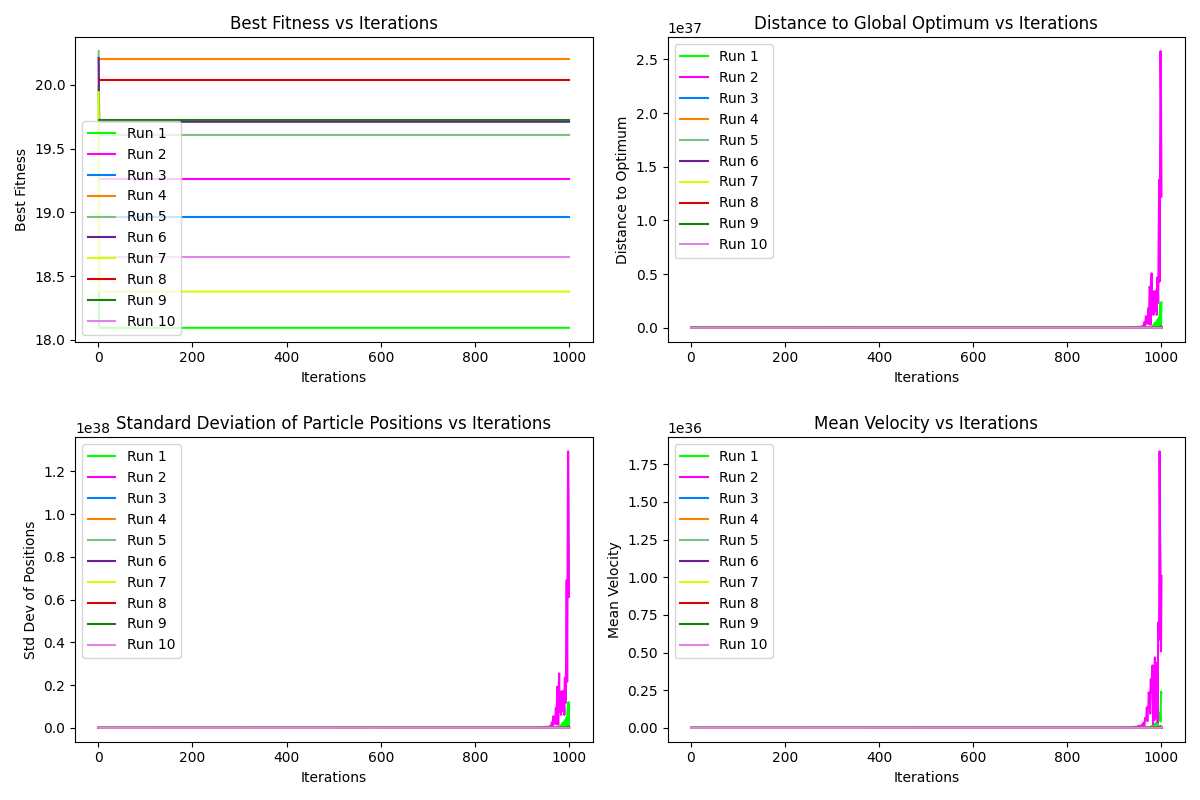 Best Fitness vs Iterations
Best Fitness
20.0
19.5
19.0
18.5
18.0
Run 1
Run 2
Run 3
Run 4
Run 5
Run 6
Run 7
Run 8
Run 9
Run 10
0 200 400 600 800 1000
Iterations
Distance to Global Optimum vs Iterations
1e37
Distance to Optimum
2.5
2.0
1.5
1.0
0.5
0.0
Run 1
Run 2
Run 3
Run 4
Run 5
Run 6
Run 7
Run 8
Run 9
Run 10
0 200 400 600 800 1000
Iterations
Standard Deviation of Particle Positions vs Iterations
1e38
Std Dev of Positions
1.2
1.0
0.8
0.6
0.4
0.2
0.0
Run 1
Run 2
Run 3
Run 4
Run 5
Run 6
Run 7
Run 8
Run 9
Run 10
0 200 400 600 800 1000
Iterations
Mean Velocity vs Iterations
1e36
Mean Velocity
1.75
1.50
1.25
1.00
0.75
0.50
0.25
0.00
Run 1
Run 2
Run 3
Run 4
Run 5
Run 6
Run 7
Run 8
Run 9
Run 10
0 200 400 600 800 1000
Iterations